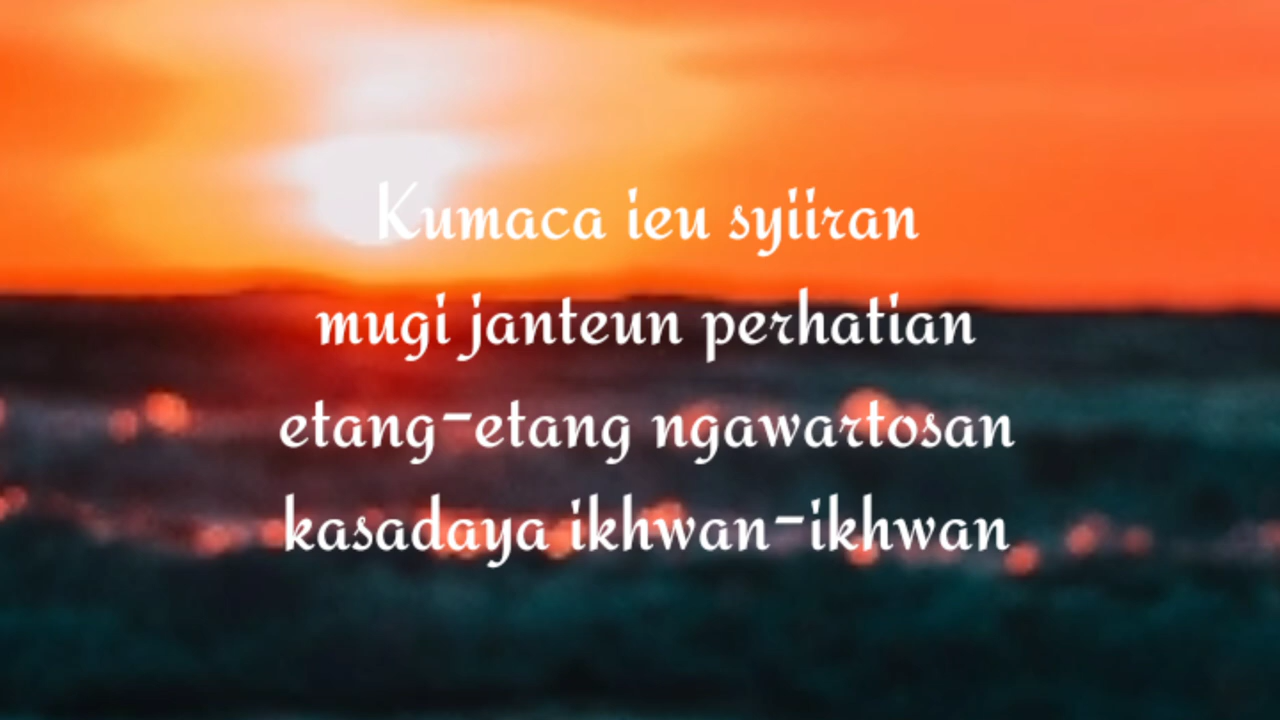 Kumaca ieu syiiran
mugi janteun perhatian
etang-etang ngawartosan
kasadaya ikhwan-ikhwan